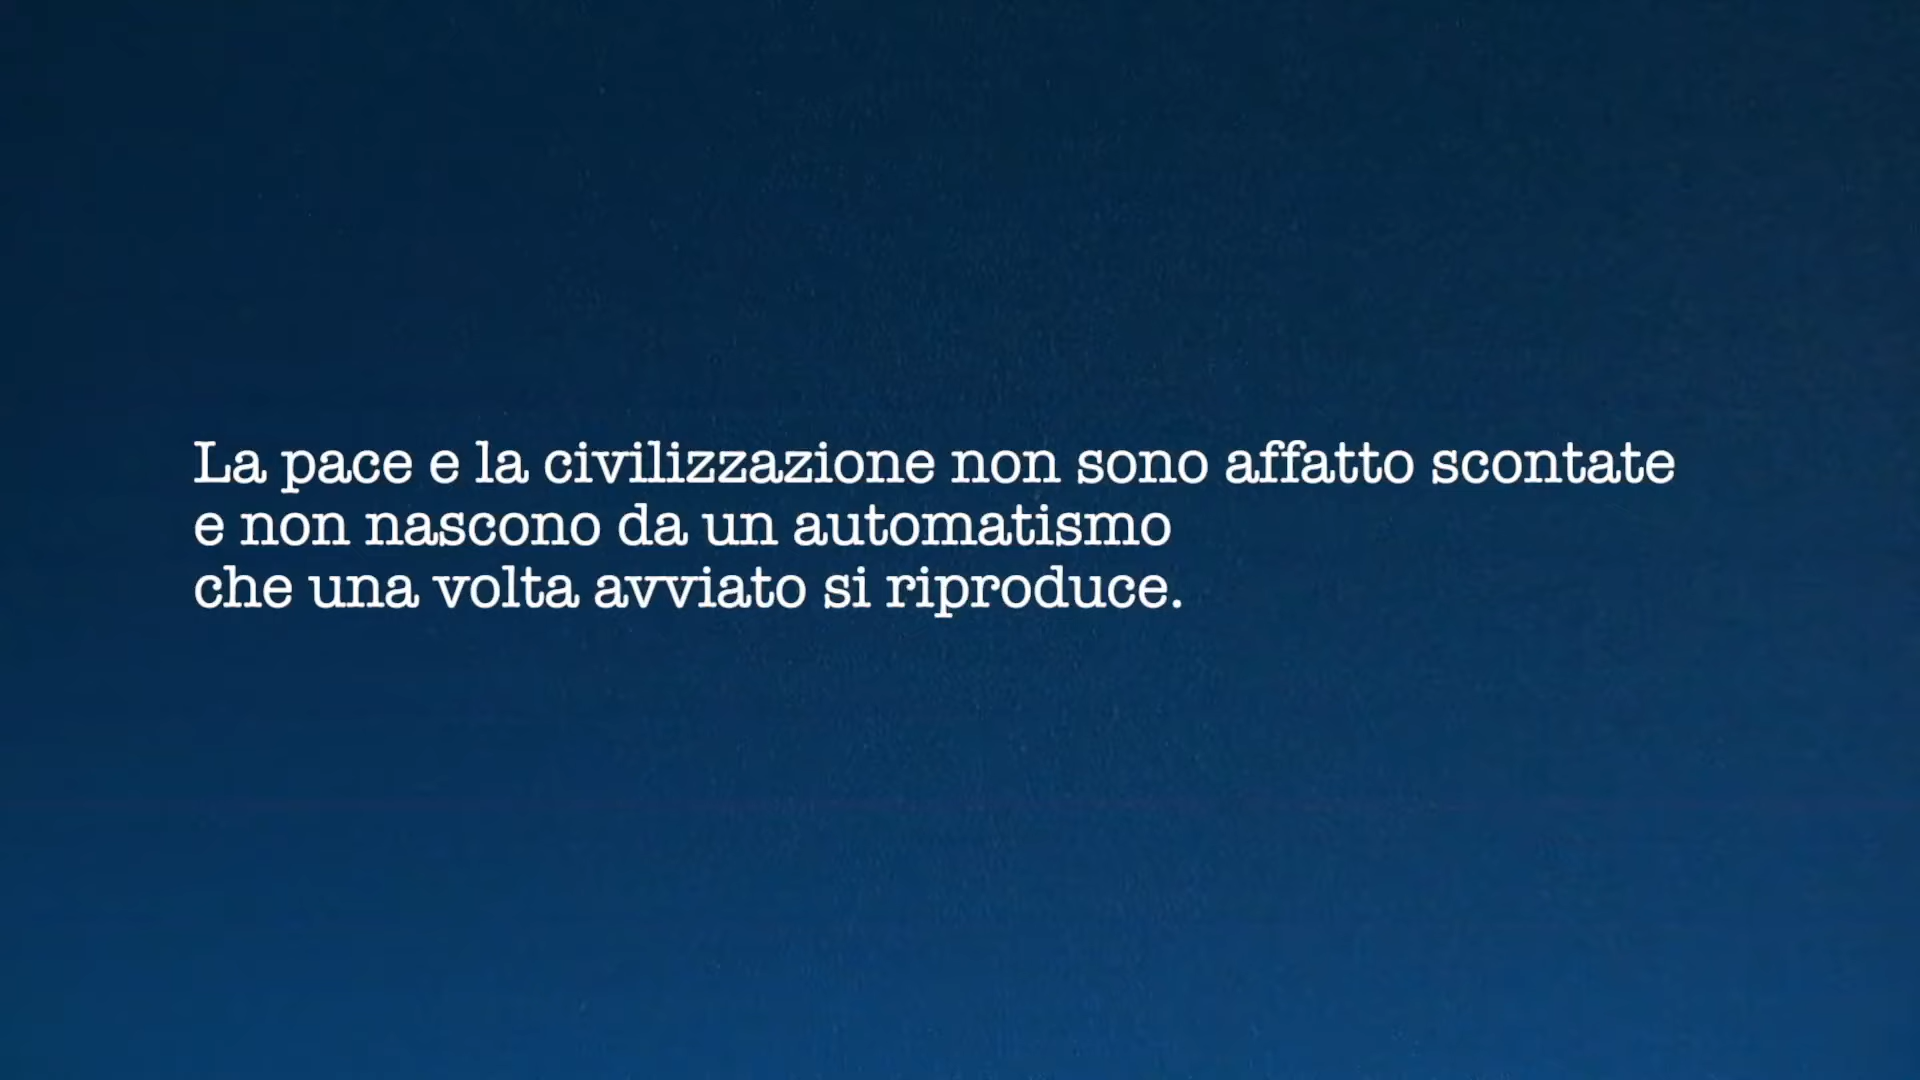 La pace e la civilizzazione non sono affatto scontate
e non nascono da un automatismo
che una volta avviato si riproduce.